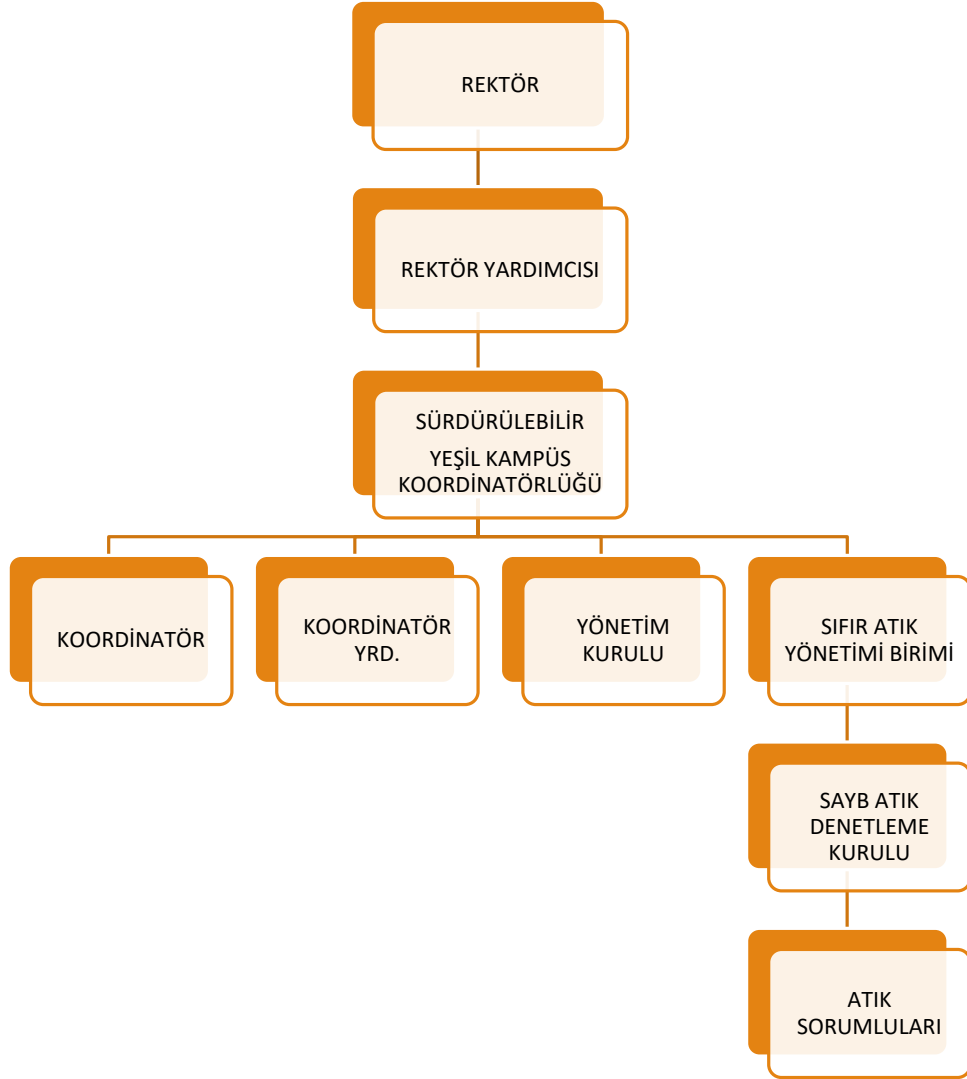 REKTÖR
REKTÖR YARDIMCISI
SÜRDÜRÜLEBİLİR
YEŞİL KAMPÜS
KOORDİNATÖRLÜĞÜ
KOORDİNATÖR
KOORDİNATÖR
YRD.
YÖNETİM
KURULU
SIFIR ATIK
YÖNETİMİ BİRİMİ
SAYB ATIK
DENETLEME
KURULU
ATIK
SORUMLULARI